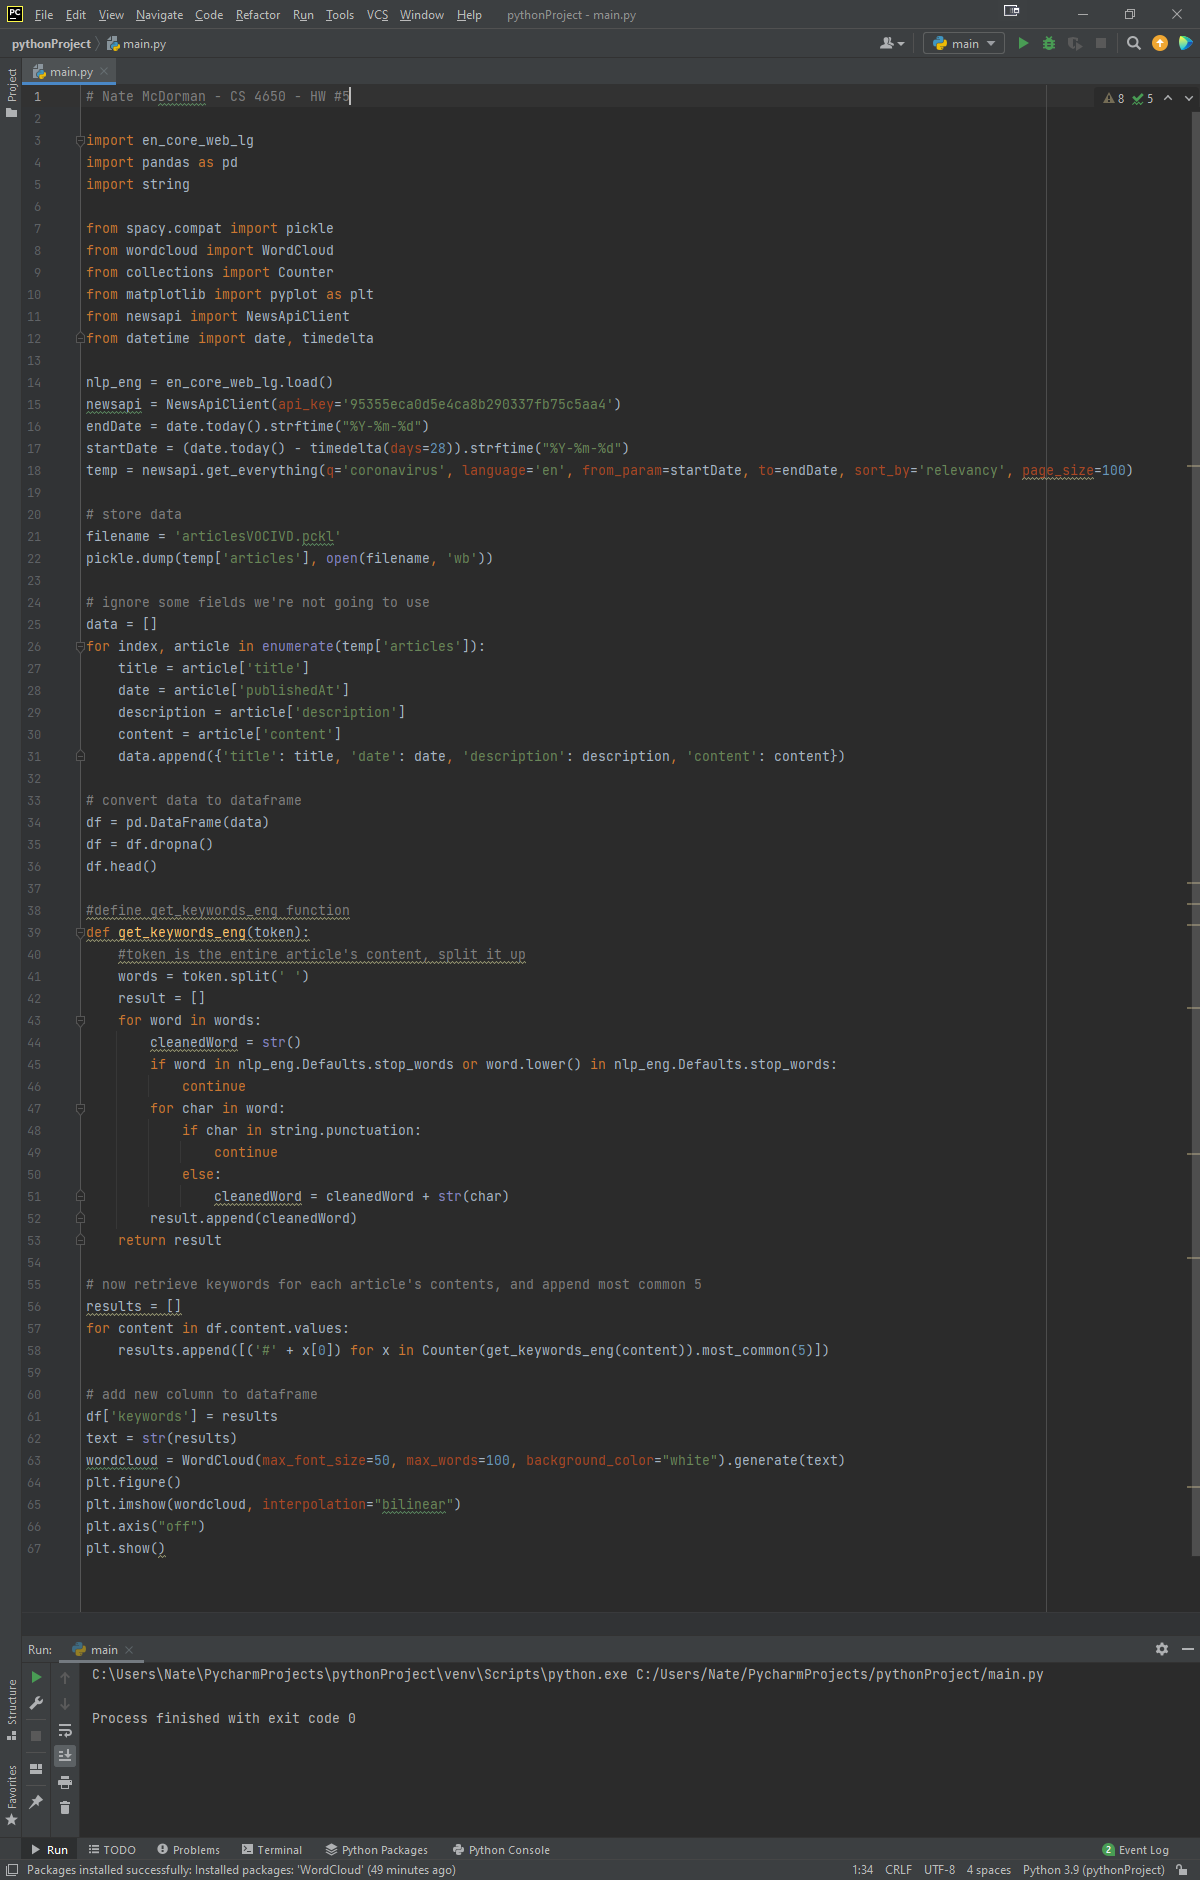 PC File Edit View Navigate Code Refactor Run Tools VCS Window Help pythonProject - main.py
pythonProject main.py main
Project
main.py
1 # Nate McDorman - CS 4650 - HW #5
8 5
2
3 import en_core_web_lg
4 import pandas as pd
5 import string
6
7 from spacy.compat import pickle
8 from wordcloud import WordCloud
9 from collections import Counter
10 from matplotlib import pyplot as plt
11 from newsapi import NewsApiClient
12 from datetime import date, timedelta
13
14 nlp_eng = en_core_web_lg.load()
15 newsapi = NewsApiClient(api_key='95355eca0d5e4ca8b290337fb75c5aa4')
16 endDate = date.today().strftime("%Y-%m-%d")
17 startDate = (date.today() - timedelta(days=28)).strftime("%Y-%m-%d")
18 temp = newsapi.get_everything(q='coronavirus', language='en', from_param=startDate, to=endDate, sort_by='relevancy', page_size=100)
19
20 # store data
21 filename = 'articlesVOCIVD.pckl'
22 pickle.dump(temp['articles'], open(filename, 'wb'))
23
24 # ignore some fields we're not going to use
25 data = []
26 for index, article in enumerate(temp['articles']):
27     title = article['title']
28     date = article['publishedAt']
29     description = article['description']
30     content = article['content']
31     data.append({'title': title, 'date': date, 'description': description, 'content': content})
32
33 # convert data to dataframe
34 df = pd.DataFrame(data)
35 df = df.dropna()
36 df.head()
37
38 #define get_keywords_eng function
39 def get_keywords_eng(token):
40     #token is the entire article's content, split it up
41     words = token.split(' ')
42     result = []
43     for word in words:
44         cleanedWord = str()
45         if word in nlp_eng.Defaults.stop_words or word.lower() in nlp_eng.Defaults.stop_words:
46             continue
47         for char in word:
48             if char in string.punctuation:
49                 continue
50             else:
51                 cleanedWord = cleanedWord + str(char)
52         result.append(cleanedWord)
53     return result
54
55 # now retrieve keywords for each article's contents, and append most common 5
56 results = []
57 for content in df.content.values:
58     results.append([('#' + x[0]) for x in Counter(get_keywords_eng(content)).most_common(5)])
59
60 # add new column to dataframe
61 df['keywords'] = results
62 text = str(results)
63 wordcloud = WordCloud(max_font_size=50, max_words=100, background_color="white").generate(text)
64 plt.figure()
65 plt.imshow(wordcloud, interpolation="bilinear")
66 plt.axis("off")
67 plt.show()
Run: main
C:\Users\Nate\PycharmProjects\pythonProject\venv\Scripts\python.exe C:/Users/Nate/PycharmProjects/pythonProject/main.py
Process finished with exit code 0
Structure
Favorites
Run TODO Problems Terminal Python Packages Python Console 2 Event Log
Packages installed successfully: Installed packages: 'WordCloud' (49 minutes ago) 1:34 CRLF UTF-8 4 spaces Python 3.9 (pythonProject)